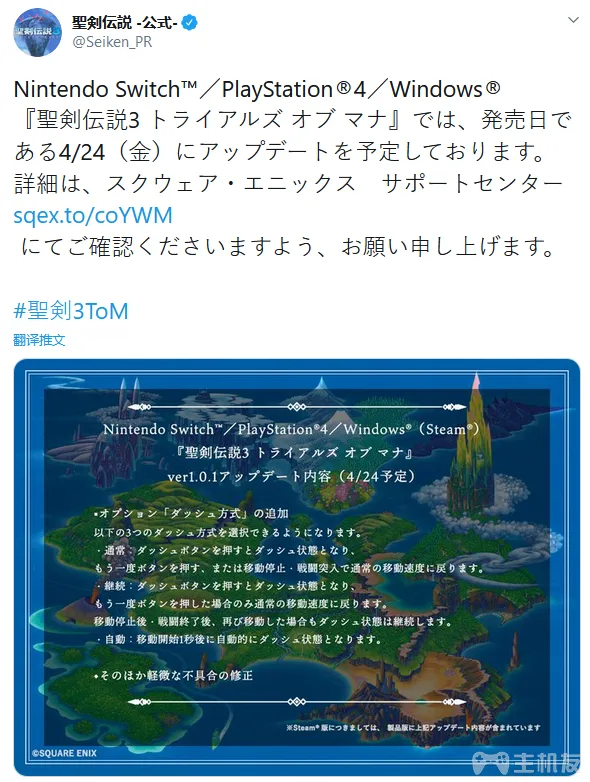 聖剣伝説 -公式-
@Seiken_PR
Nintendo Switch™／PlayStation®4／Windows®
『聖剣伝説3 トライアルズ オブ マナ』では、発売日で
ある4/24（金）にアップデートを予定しております。
詳細は、スクウェア・エニックス　サポートセンター
sqex.to/coYWM
にてご確認くださいますよう、お願い申し上げます。
#聖剣3ToM
翻译推文
Nintendo Switch™／PlayStation®4／Windows®（Steam®）
『聖剣伝説3 トライアルズ オブ マナ』
ver1.0.1アップデート内容（4/24予定）
•オプション「ダッシュ方式」の追加
以下の3つのダッシュ方式を選択できるようになります。
・通常：ダッシュボタンを押すとダッシュ状態となり、
もう一度ボタンを押す、または移動停止・戦闘突入で通常の移動速度に戻ります。
・継続：ダッシュボタンを押すとダッシュ状態となり、
もう一度ボタンを押した場合のみ通常の移動速度に戻ります。
移動停止後・戦闘終了後、再び移動した場合もダッシュ状態は継続します。
・自動：移動開始1秒後に自動的にダッシュ状態となります。
•そのほか軽微な不具合の修正
※Steam®版につきましては、製品版に上記アップデート内容が含まれています
©SQUARE ENIX
主机友